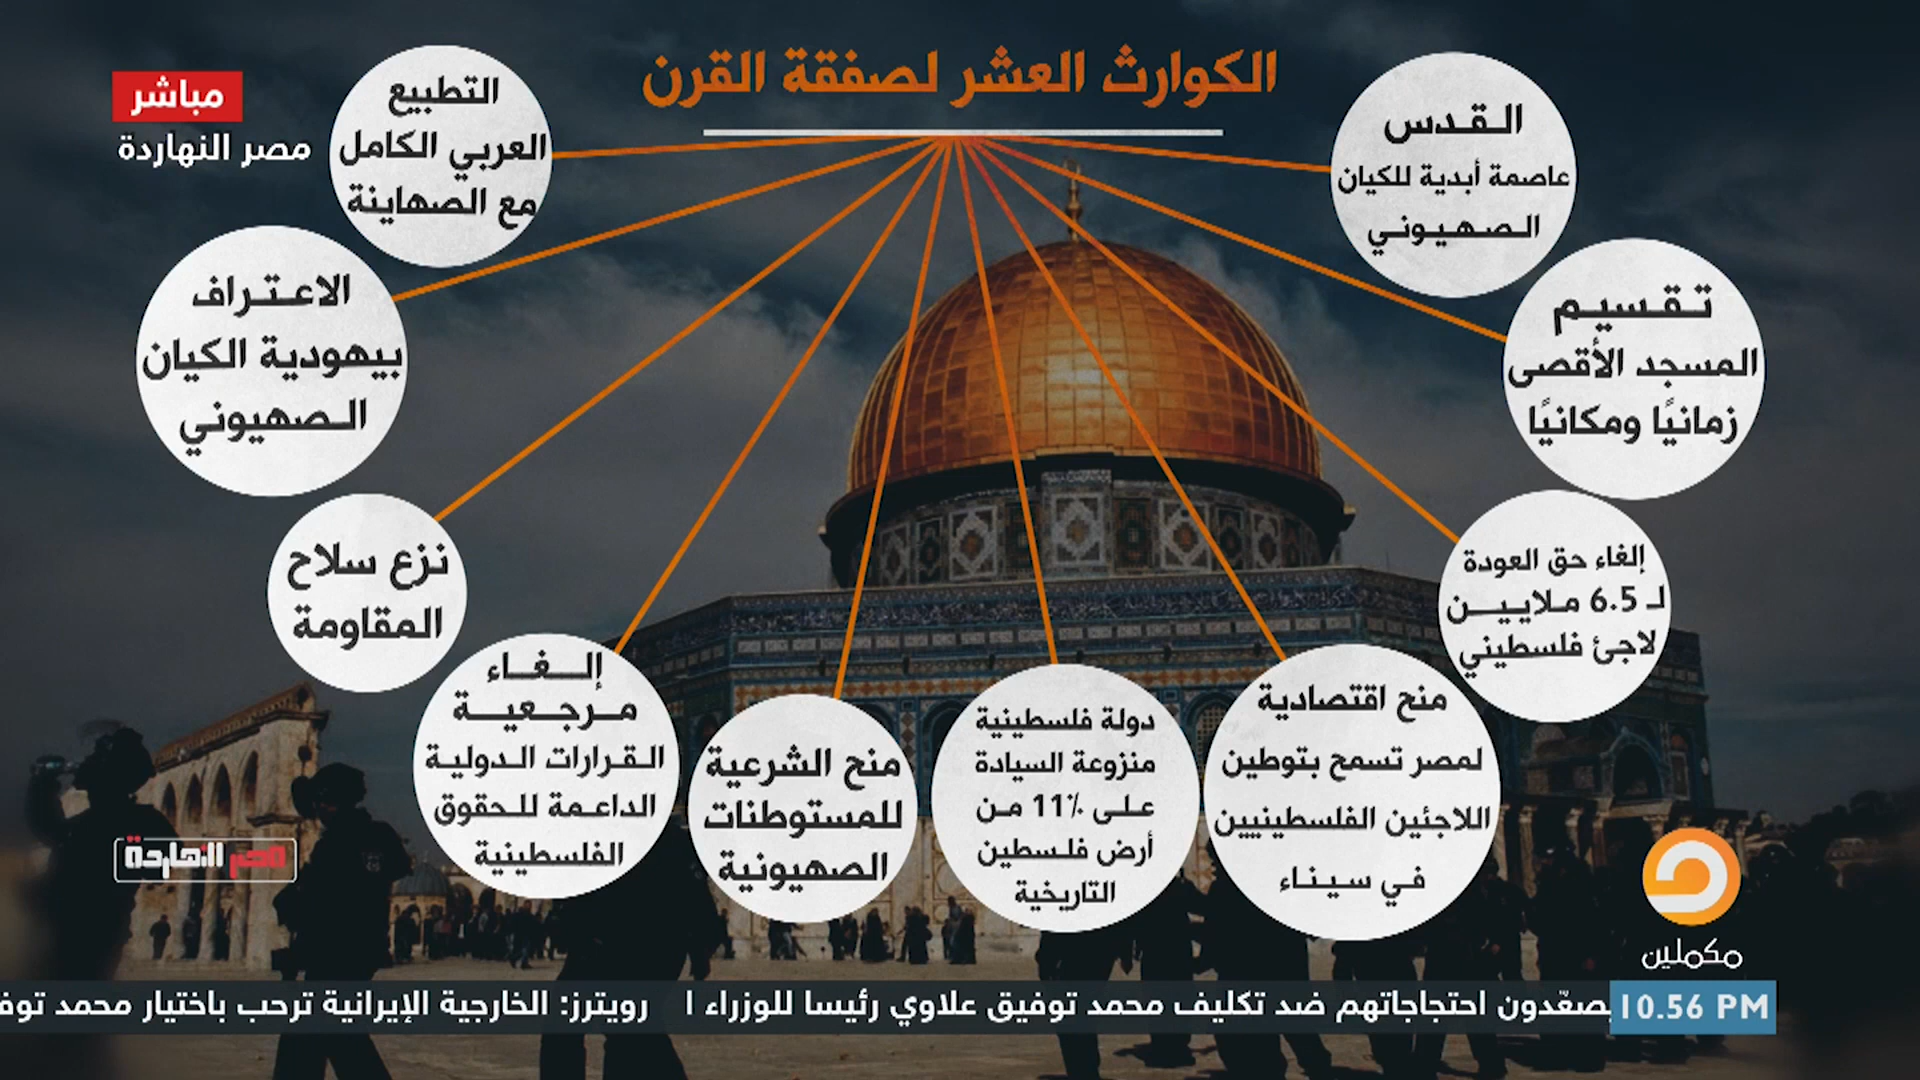 الكوارث العشر لصفقة القرن
مباشر
مصر النهاردة
القدس
عاصمة أبدية للكيان
الصهيوني
تقسيم
المسجد الأقصى
زمانيًا ومكانيًا
إلغاء حق العودة
لـ 6.5 ملايين
لاجئ فلسطيني
منح اقتصادية
لمصر تسمح بتوطين
اللاجئين الفلسطينيين
في سيناء
دولة فلسطينية
منزوعة السيادة
على 11% من
أرض فلسطين
التاريخية
منح الشرعية
للمستوطنات
الصهيونية
إلغاء
مرجعية
القرارات الدولية
الداعمة للحقوق
الفلسطينية
نزع سلاح
المقاومة
الاعتراف
بيهودية الكيان
الصهيوني
التطبيع
العربي الكامل
مع الصهاينة
مصر النهاردة
مكملين
10.56 PM
يصعّدون احتجاجاتهم ضد تكليف محمد توفيق علاوي رئيسا للوزراء رويترز: الخارجية الإيرانية ترحب باختيار محمد